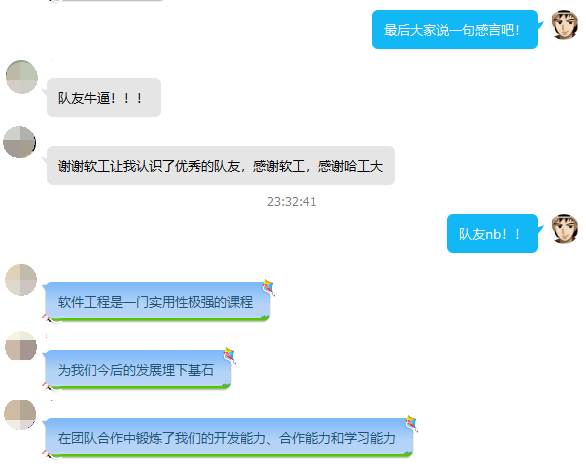 最后大家说一句感言吧！
队友牛逼！！！
谢谢软工让我认识了优秀的队友，感谢软工，感谢哈工大
23:32:41
队友nb！！
软件工程是一门实用性极强的课程
为我们今后的发展埋下基石
在团队合作中锻炼了我们的开发能力、合作能力和学习能力